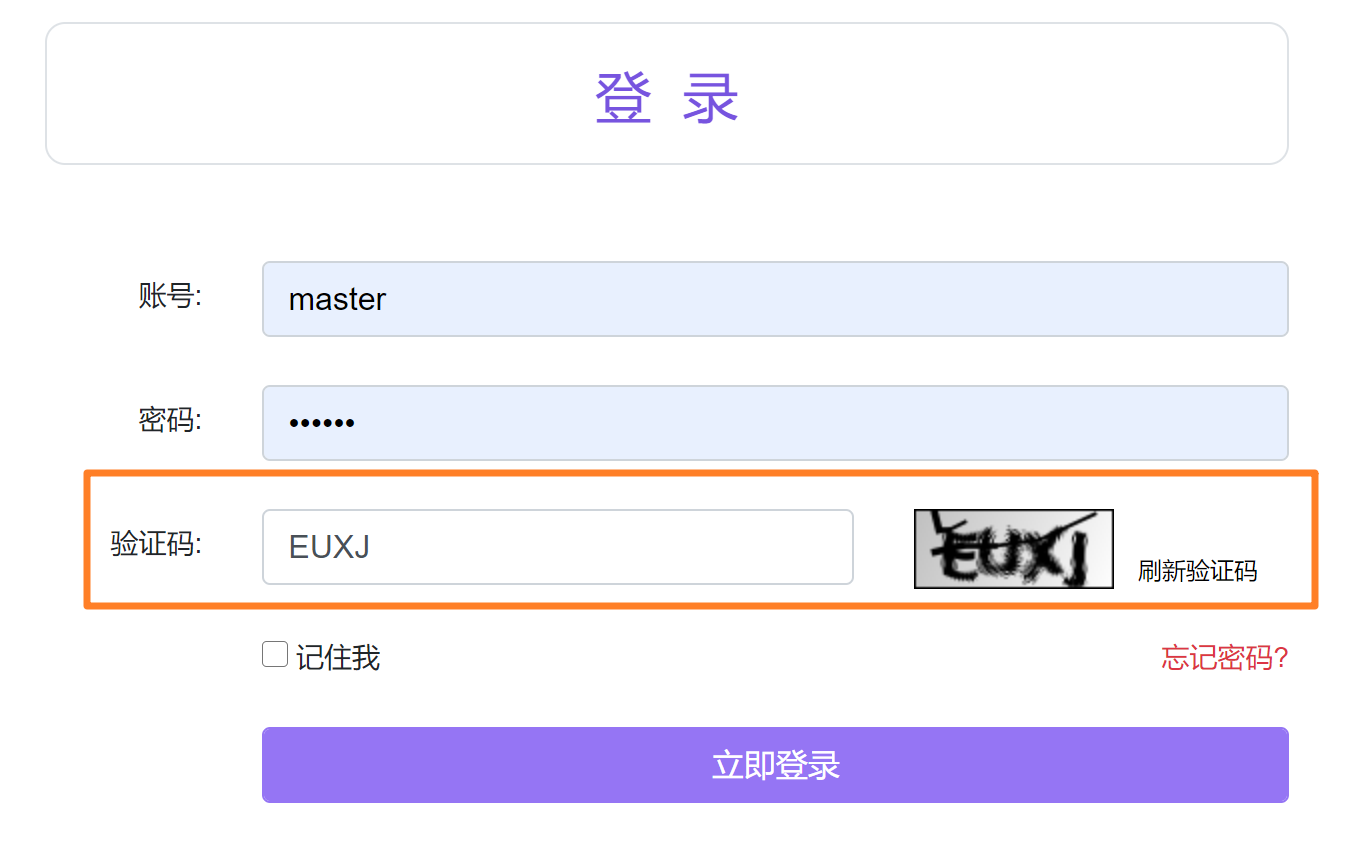 登 录
账号: master
密码: ••••••
验证码: EUXJ EUXJ 刷新验证码
记住我 忘记密码?
立即登录